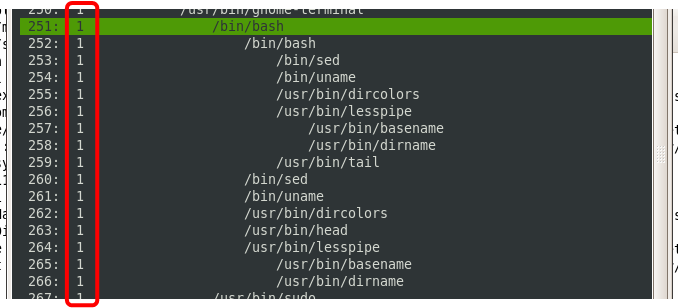 250: 1 /usr/bin/gnome-terminal
251: 1 /bin/bash
252: 1 /bin/bash
253: 1 /bin/sed
254: 1 /bin/uname
255: 1 /usr/bin/dircolors
256: 1 /usr/bin/lesspipe
257: 1 /usr/bin/basename
258: 1 /usr/bin/dirname
259: 1 /usr/bin/tail
260: 1 /bin/sed
261: 1 /bin/uname
262: 1 /usr/bin/dircolors
263: 1 /usr/bin/head
264: 1 /usr/bin/lesspipe
265: 1 /usr/bin/basename
266: 1 /usr/bin/dirname
267: 1 /usr/bin/sudo